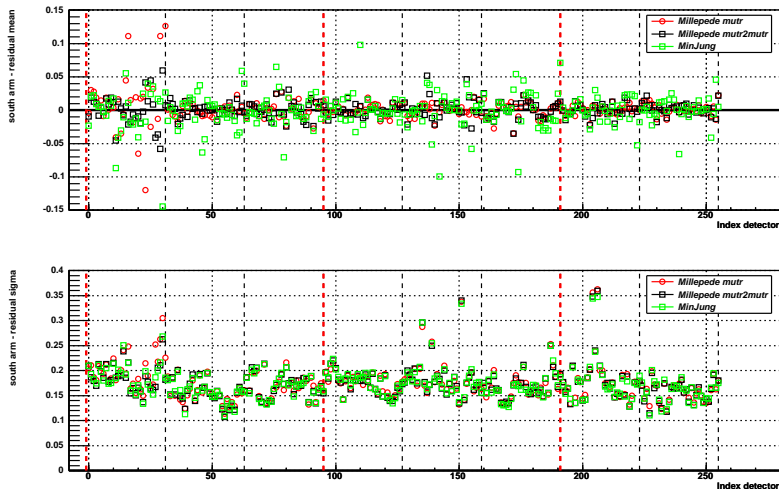 south arm - residual mean
0.15
0.1
0.05
0
-0.05
-0.1
-0.15
0
50
100
150
200
250
Index detector
Millepede mutr
Millepede mutr2mutr
MinJung
south arm - residual sigma
0.4
0.35
0.3
0.25
0.2
0.15
0.1
0.05
0
0
50
100
150
200
250
Index detector
Millepede mutr
Millepede mutr2mutr
MinJung